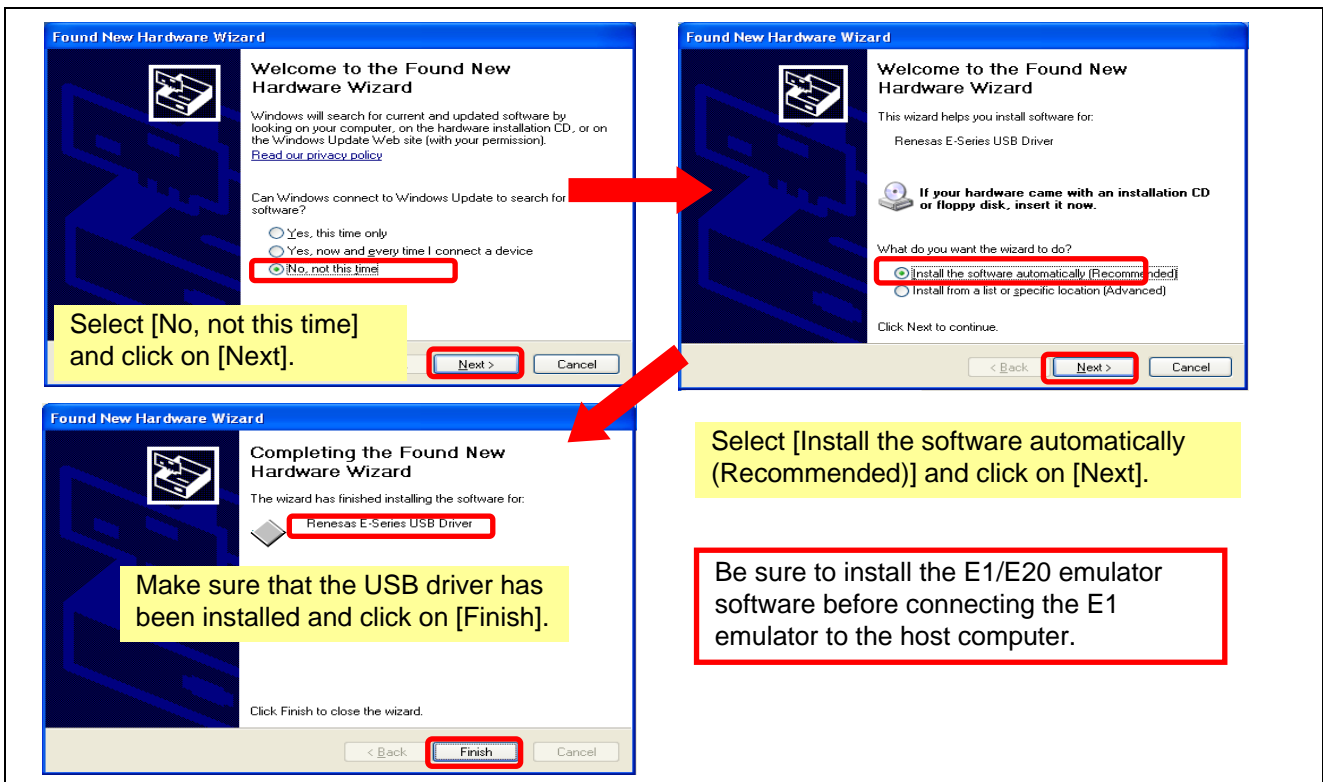 Found New Hardware Wizard
Welcome to the Found New
Hardware Wizard
Windows will search for current and updated software by
looking on your computer, on the hardware installation CD, or on
the Windows Update Web site (with your permission).
Read our privacy policy
Can Windows connect to Windows Update to search for
software?
Yes, this time only
Yes, now and every time I connect a device
No, not this time
Select [No, not this time]
and click on [Next].
Next >
Cancel
Found New Hardware Wizard
Welcome to the Found New
Hardware Wizard
This wizard helps you install software for:
Renesas E-Series USB Driver
If your hardware came with an installation CD
or floppy disk, insert it now.
What do you want the wizard to do?
Install the software automatically (Recommended)
Install from a list or specific location (Advanced)
Click Next to continue.
< Back
Next >
Cancel
Select [Install the software automatically
(Recommended)] and click on [Next].
Found New Hardware Wizard
Completing the Found New
Hardware Wizard
The wizard has finished installing the software for:
Renesas E-Series USB Driver
Make sure that the USB driver has
been installed and click on [Finish].
Click Finish to close the wizard.
< Back
Finish
Cancel
Be sure to install the E1/E20 emulator
software before connecting the E1
emulator to the host computer.